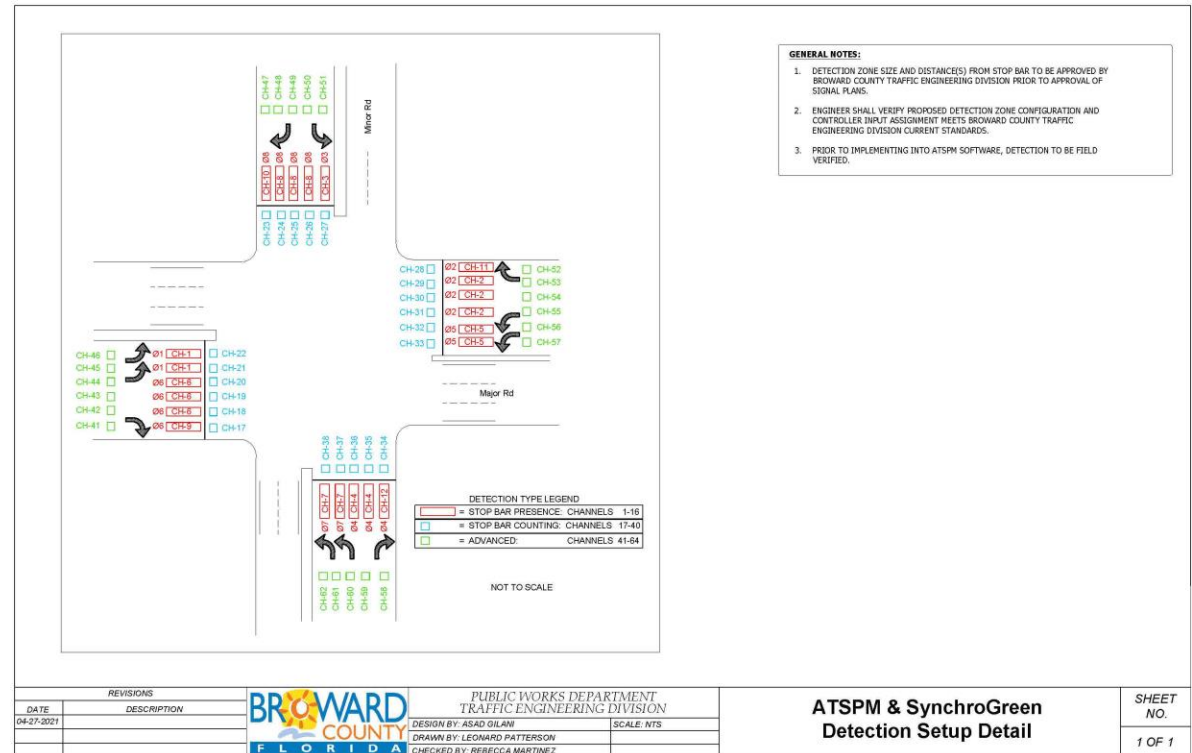 GENERAL NOTES:
1. DETECTION ZONE SIZE AND DISTANCE(S) FROM STOP BAR TO BE APPROVED BY
BROWARD COUNTY TRAFFIC ENGINEERING DIVISION PRIOR TO APPROVAL OF
SIGNAL PLANS.
2. ENGINEER SHALL VERIFY PROPOSED DETECTION ZONE CONFIGURATION AND
CONTROLLER INPUT ASSIGNMENT MEETS BROWARD COUNTY TRAFFIC
ENGINEERING DIVISION CURRENT STANDARDS.
3. PRIOR TO IMPLEMENTING INTO ATSPM SOFTWARE, DETECTION TO BE FIELD
VERIFIED.
CH-47
CH-48
CH-49
CH-50
CH-51
Minor Rd
CH-10 Ø8
CH-8 Ø8
CH-8 Ø8
CH-8 Ø8
CH-3 Ø3
CH-23
CH-24
CH-25
CH-26
CH-27
CH-28 Ø2 CH-11 CH-52
CH-29 Ø2 CH-2 CH-53
CH-30 Ø2 CH-2 CH-54
CH-31 Ø2 CH-2 CH-55
CH-32 Ø5 CH-5 CH-56
CH-33 Ø5 CH-5 CH-57
CH-46 Ø1 CH-1 CH-22
CH-45 Ø1 CH-1 CH-21
CH-44 Ø6 CH-6 CH-20
CH-43 Ø6 CH-6 CH-19
CH-42 Ø6 CH-6 CH-18
CH-41 Ø6 CH-9 CH-17
Major Rd
CH-38
CH-37
CH-36
CH-35
CH-34
Ø7 CH-7
Ø7 CH-7
Ø4 CH-4
Ø4 CH-4
Ø4 CH-12
CH-62
CH-61
CH-60
CH-59
CH-58
DETECTION TYPE LEGEND
= STOP BAR PRESENCE: CHANNELS 1-16
= STOP BAR COUNTING: CHANNELS 17-40
= ADVANCED: CHANNELS 41-64
NOT TO SCALE
REVISIONS
DATE DESCRIPTION
04-27-2021
BROWARD
COUNTY
FLORIDA
PUBLIC WORKS DEPARTMENT
TRAFFIC ENGINEERING DIVISION
DESIGN BY: ASAD GILANI SCALE: NTS
DRAWN BY: LEONARD PATTERSON
CHECKED BY: REBECCA MARTINEZ
ATSPM & SynchroGreen
Detection Setup Detail
SHEET
NO.
1 OF 1